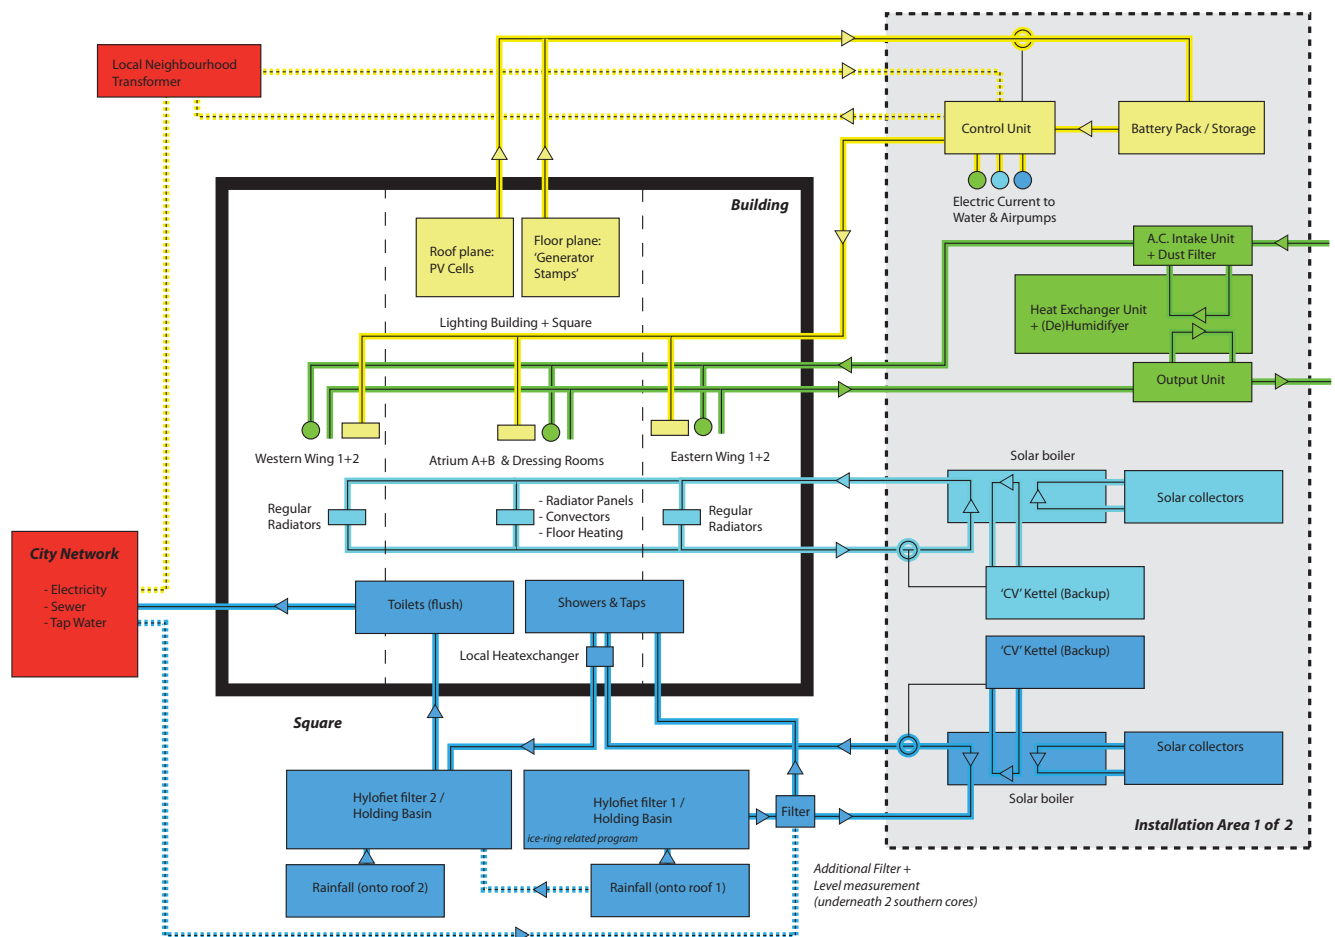 Local Neighbourhood
Transformer
Control Unit
Battery Pack / Storage
Electric Current to
Water & Airpumps
Building
Roof plane:
PV Cells
Floor plane:
'Generator
Stamps'
A.C. Intake Unit
+ Dust Filter
Heat Exchanger Unit
+ (De)Humidifyer
Output Unit
Lighting Building + Square
Western Wing 1+2
Atrium A+B & Dressing Rooms
Eastern Wing 1+2
Solar boiler
Solar collectors
Regular
Radiators
- Radiator Panels
- Convectors
- Floor Heating
Regular
Radiators
City Network
- Electricity
- Sewer
- Tap Water
Toilets (flush)
Showers & Taps
'CV' Kettel (Backup)
Local Heatexchanger
'CV' Kettel (Backup)
Square
Solar collectors
Solar boiler
Hylofiet filter 2 /
Holding Basin
Hylofiet filter 1 /
Holding Basin
ice-ring related program
Filter
Installation Area 1 of 2
Rainfall (onto roof 2)
Rainfall (onto roof 1)
Additional Filter +
Level measurement
(underneath 2 southern cores)